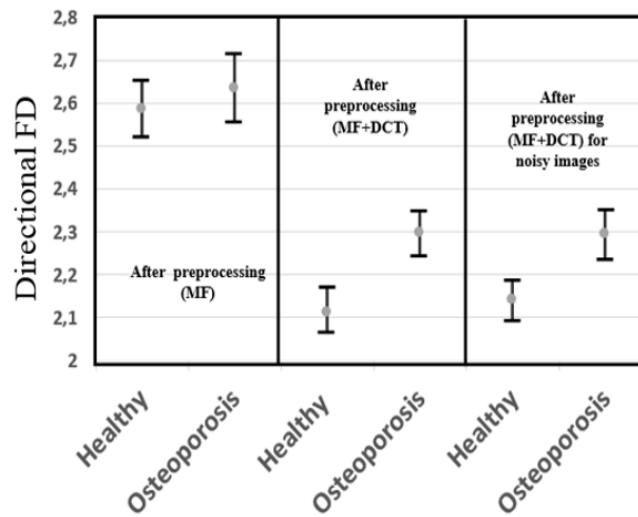 Directional FD
2,8
2,7
2,6
2,5
2,4
2,3
2,2
2,1
2
After preprocessing
(MF)
After
preprocessing
(MF+DCT)
After
preprocessing
(MF+DCT) for
noisy images
Healthy
Osteoporosis
Healthy
Osteoporosis
Healthy
Osteoporosis